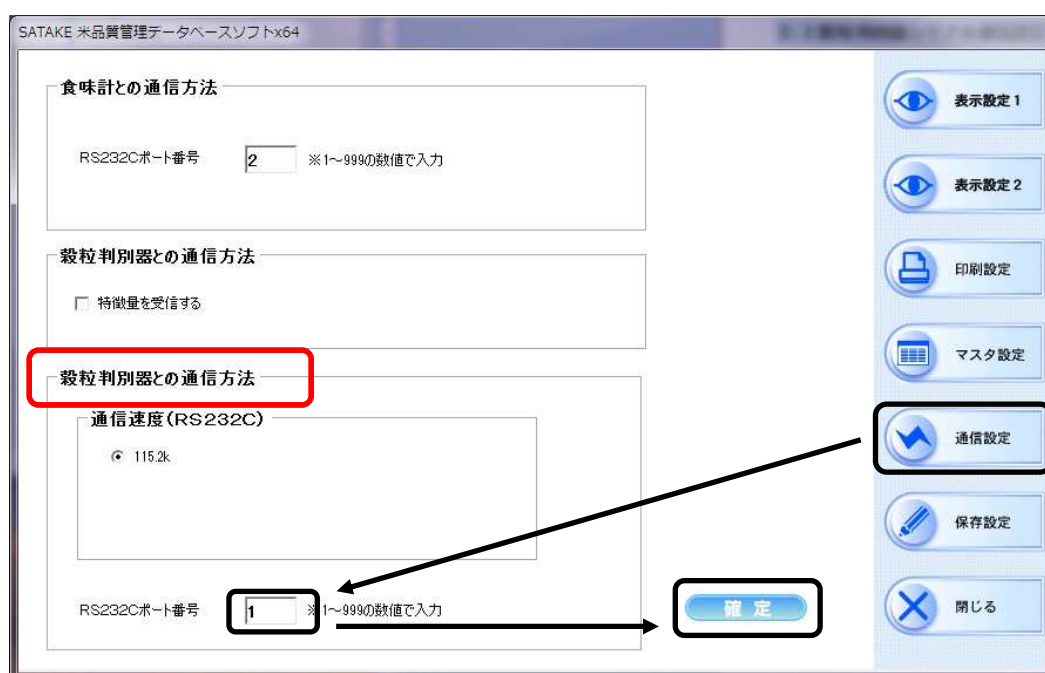 SATAKE 米品質管理データベースソフトx64
食味計との通信方法
RS232Cポート番号 2 ※1～999の数値で入力
穀粒判別器との通信方法
特徴量を受信する
穀粒判別器との通信方法
通信速度(RS232C)
115.2k
RS232Cポート番号 1 ※1～999の数値で入力
確定
表示設定1
表示設定2
印刷設定
マスタ設定
通信設定
保存設定
閉じる